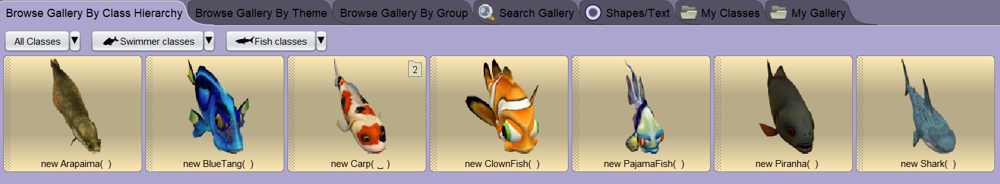 Browse Gallery By Class Hierarchy Browse Gallery By Theme Browse Gallery By Group Search Gallery Shapes/Text My Classes My Gallery
All Classes Swimmer classes Fish classes
2
new Arapaima( ) new BlueTang( ) new Carp( ␣ ) new ClownFish( ) new PajamaFish( ) new Piranha( ) new Shark( )